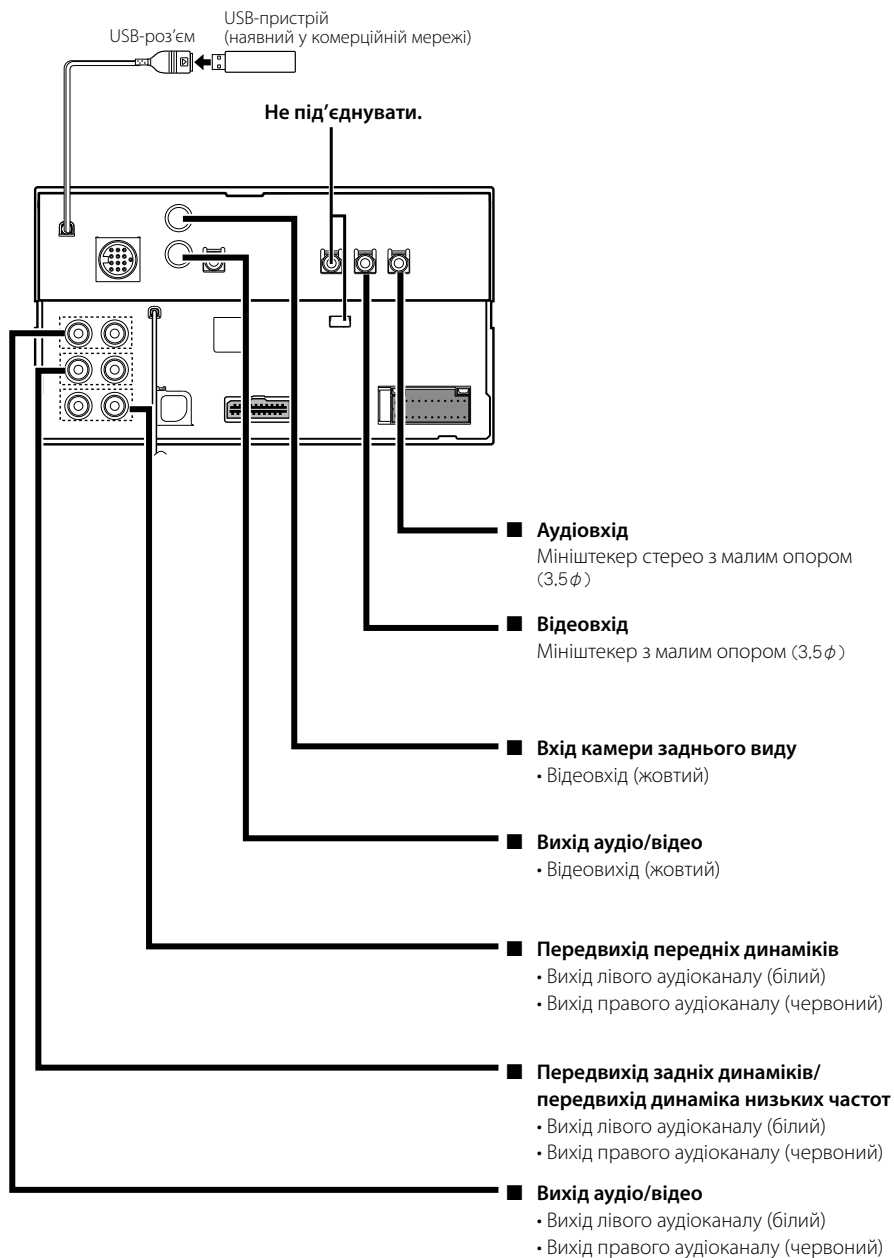 USB-пристрій
USB-роз’єм
(наявний у комерційній мережі)
Не під’єднувати.
■ Аудіовхід
Мініштекер стерео з малим опором
(3,5φ)
■ Відеовхід
Мініштекер з малим опором (3,5φ)
■ Вхід камери заднього виду
• Відеовхід (жовтий)
■ Вихід аудіо/відео
• Відеовихід (жовтий)
■ Передвихід передніх динаміків
• Вихід лівого аудіоканалу (білий)
• Вихід правого аудіоканалу (червоний)
■ Передвихід задніх динаміків/
передвихід динаміка низьких частот
• Вихід лівого аудіоканалу (білий)
• Вихід правого аудіоканалу (червоний)
■ Вихід аудіо/відео
• Вихід лівого аудіоканалу (білий)
• Вихід правого аудіоканалу (червоний)